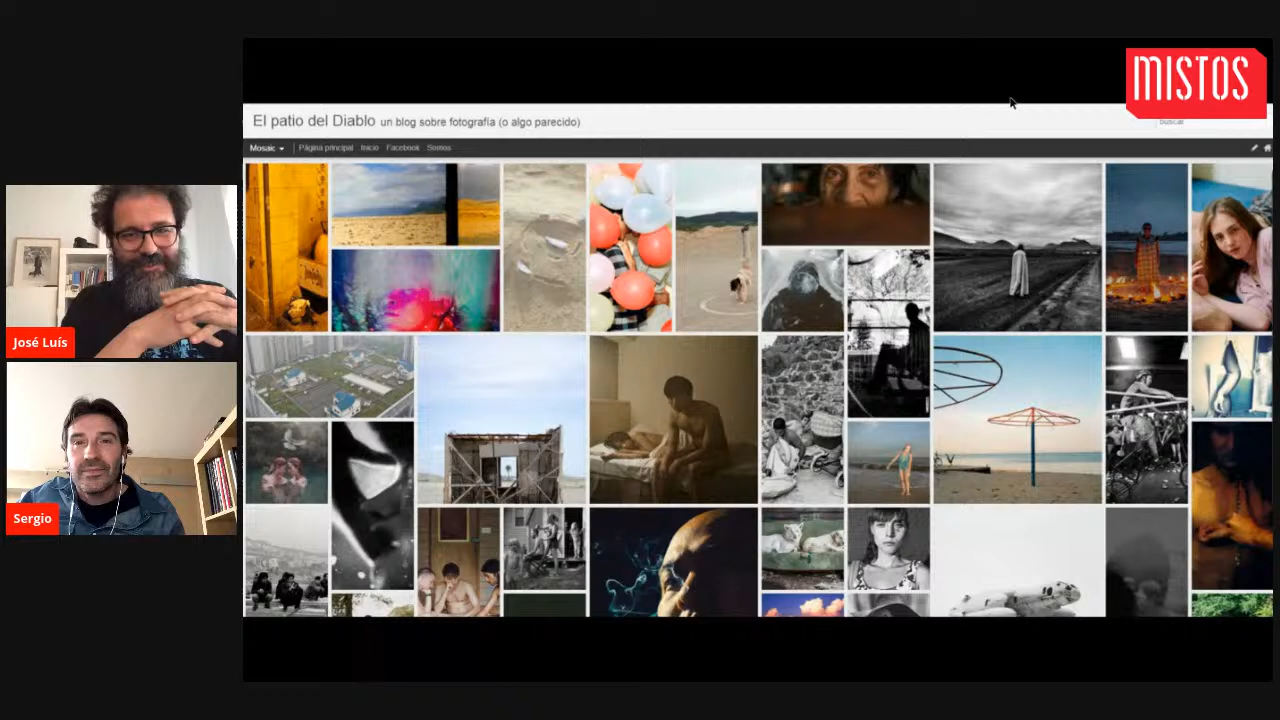 MISTOS
El patio del Diablo un blog sobre fotografía (o algo parecido)
Buscar
Mosaic Página principal Inicio Facebook Somos
José Luís
Sergio